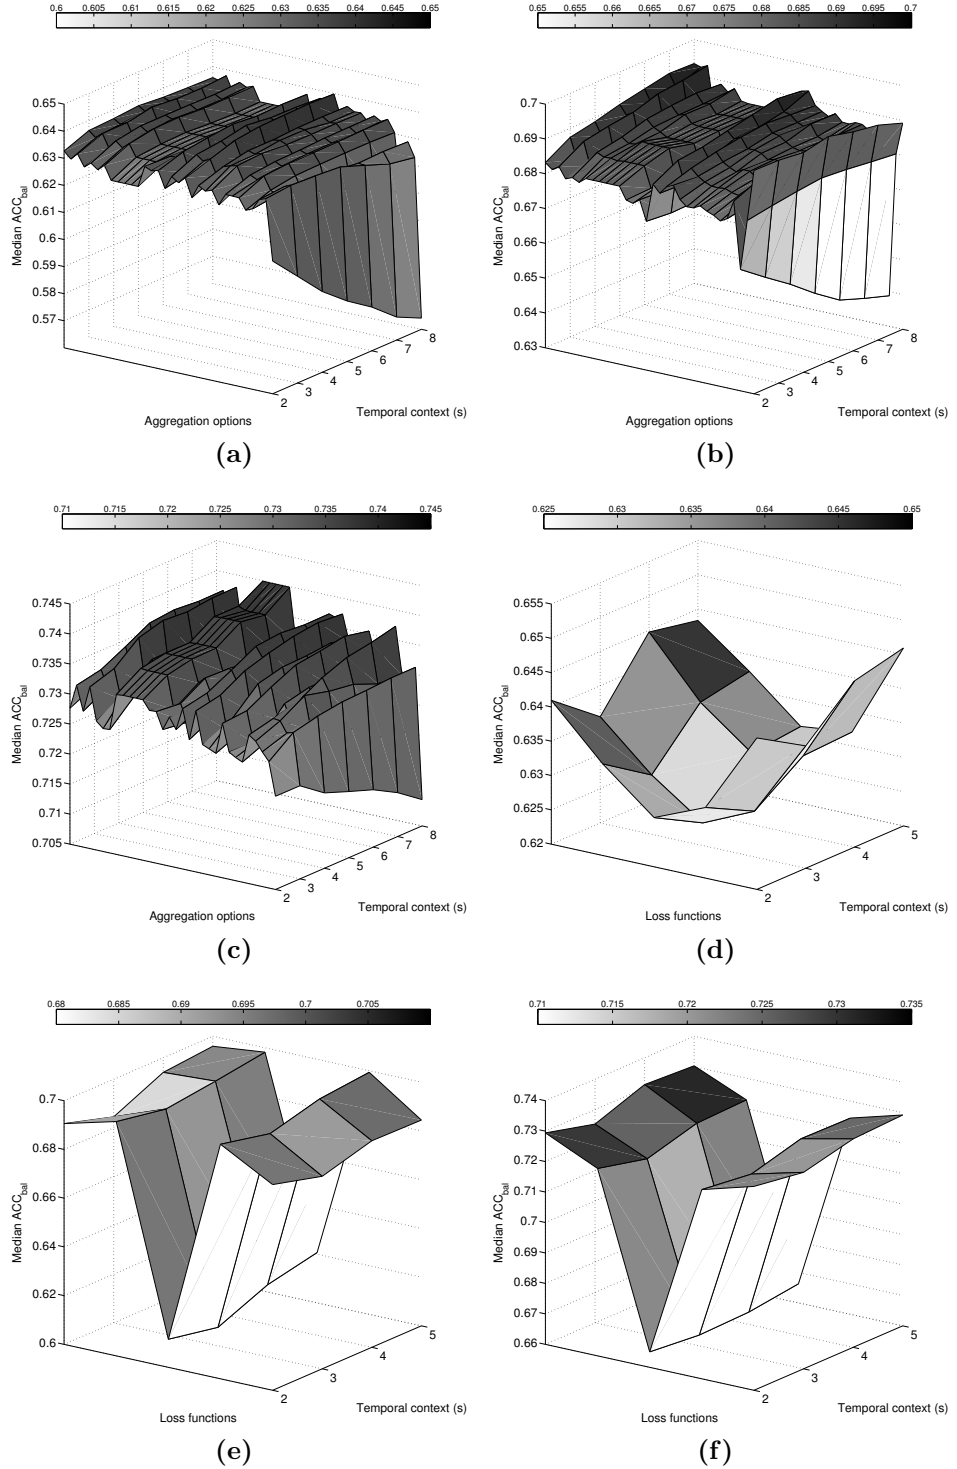 0.6 0.605 0.61 0.615 0.62 0.625 0.63 0.635 0.64 0.645 0.65
0.65
0.64
0.63
0.62
0.61
0.6
0.59
0.58
0.57
Median ACC_bal
2 3 4 5 6 7 8
Aggregation options
Temporal context (s)
(a)
0.65 0.655 0.66 0.665 0.67 0.675 0.68 0.685 0.69 0.695 0.7
0.7
0.69
0.68
0.67
0.66
0.65
0.64
0.63
Median ACC_bal
2 3 4 5 6 7 8
Aggregation options
Temporal context (s)
(b)
0.71 0.715 0.72 0.725 0.73 0.735 0.74 0.745
0.745
0.74
0.735
0.73
0.725
0.72
0.715
0.71
0.705
Median ACC_bal
2 3 4 5 6 7 8
Aggregation options
Temporal context (s)
(c)
0.625 0.63 0.635 0.64 0.645 0.65
0.655
0.65
0.645
0.64
0.635
0.63
0.625
0.62
Median ACC_bal
2 3 4 5
Loss functions
Temporal context (s)
(d)
0.68 0.685 0.69 0.695 0.7 0.705
0.7
0.68
0.66
0.64
0.62
0.6
Median ACC_bal
2 3 4 5
Loss functions
Temporal context (s)
(e)
0.71 0.715 0.72 0.725 0.73 0.735
0.74
0.73
0.72
0.71
0.7
0.69
0.68
0.67
0.66
Median ACC_bal
2 3 4 5
Loss functions
Temporal context (s)
(f)